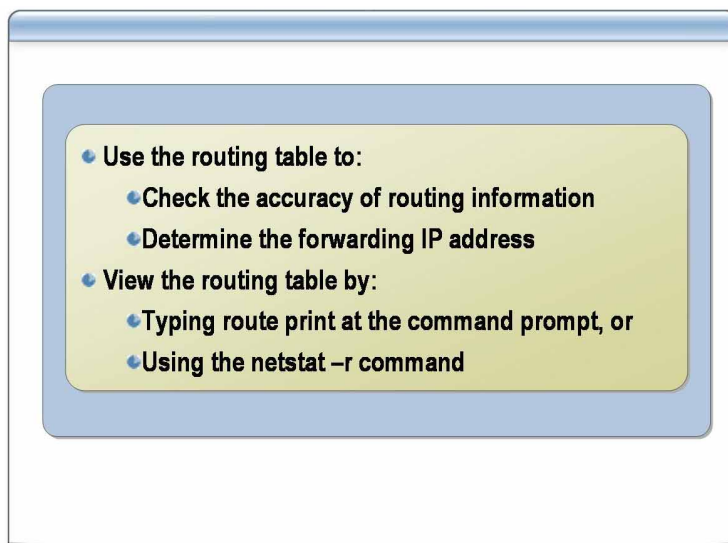 Use the routing table to:
Check the accuracy of routing information
Determine the forwarding IP address
View the routing table by:
Typing route print at the command prompt, or
Using the netstat –r command